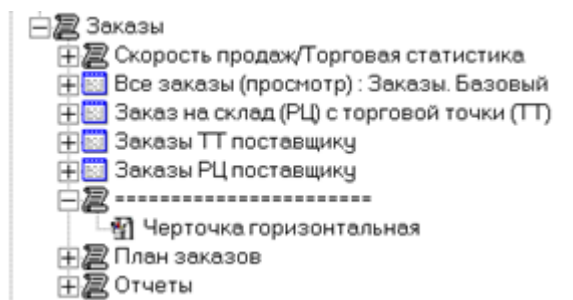 Заказы
Скорость продаж/Торговая статистика
Все заказы (просмотр) : Заказы. Базовый
Заказ на склад (РЦ) с торговой точки (ТТ)
Заказы ТТ поставщику
Заказы РЦ поставщику
=======================
Черточка горизонтальная
План заказов
Отчеты